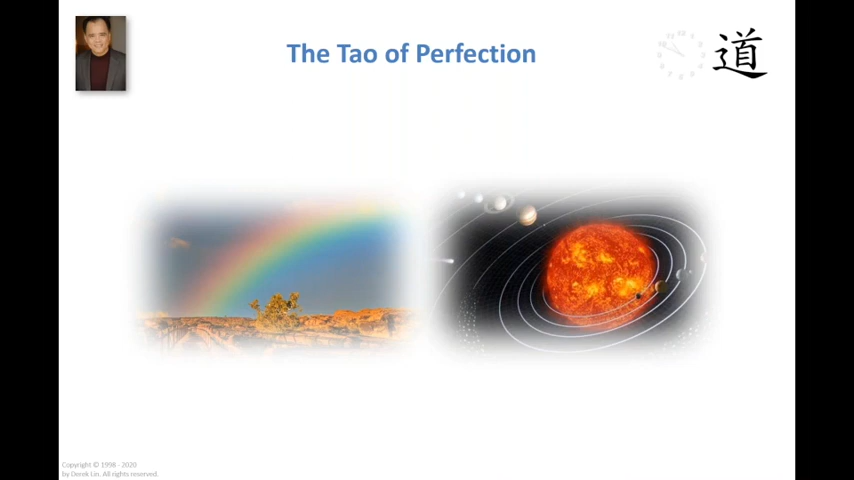 The Tao of Perfection
道
Copyright © 1998 - 2020
by Derek Lin. All rights reserved.